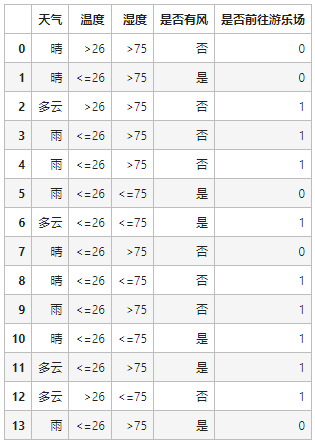 天气 温度 湿度 是否有风 是否前往游乐场
0 晴 >26 >75 否 0
1 晴 <=26 >75 是 0
2 多云 >26 >75 否 1
3 雨 <=26 >75 否 1
4 雨 <=26 >75 否 1
5 雨 <=26 <=75 是 0
6 多云 <=26 <=75 是 1
7 晴 <=26 >75 否 0
8 晴 <=26 <=75 否 1
9 雨 <=26 >75 否 1
10 晴 <=26 <=75 是 1
11 多云 <=26 >75 是 1
12 多云 >26 <=75 否 1
13 雨 <=26 >75 是 0